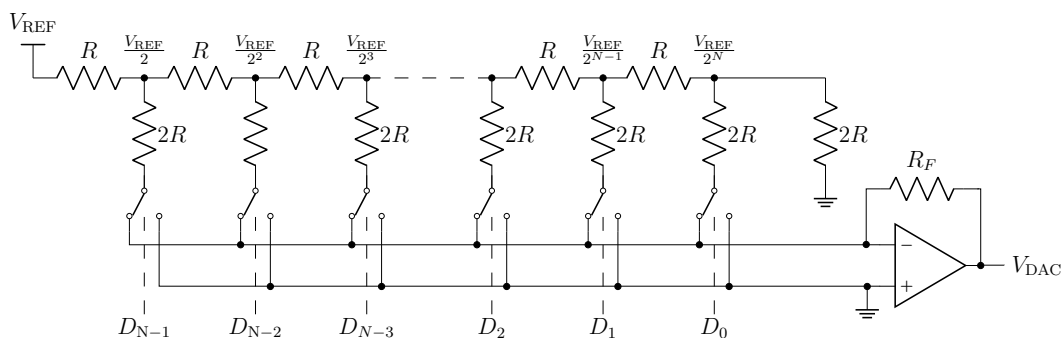 V_REF
R V_REF/2 R V_REF/2^2 R V_REF/2^3 R V_REF/2^{N−1} R V_REF/2^N
2R 2R 2R 2R 2R 2R
R_F
− 
+
V_DAC
D_{N−1} D_{N−2} D_{N−3} D_2 D_1 D_0